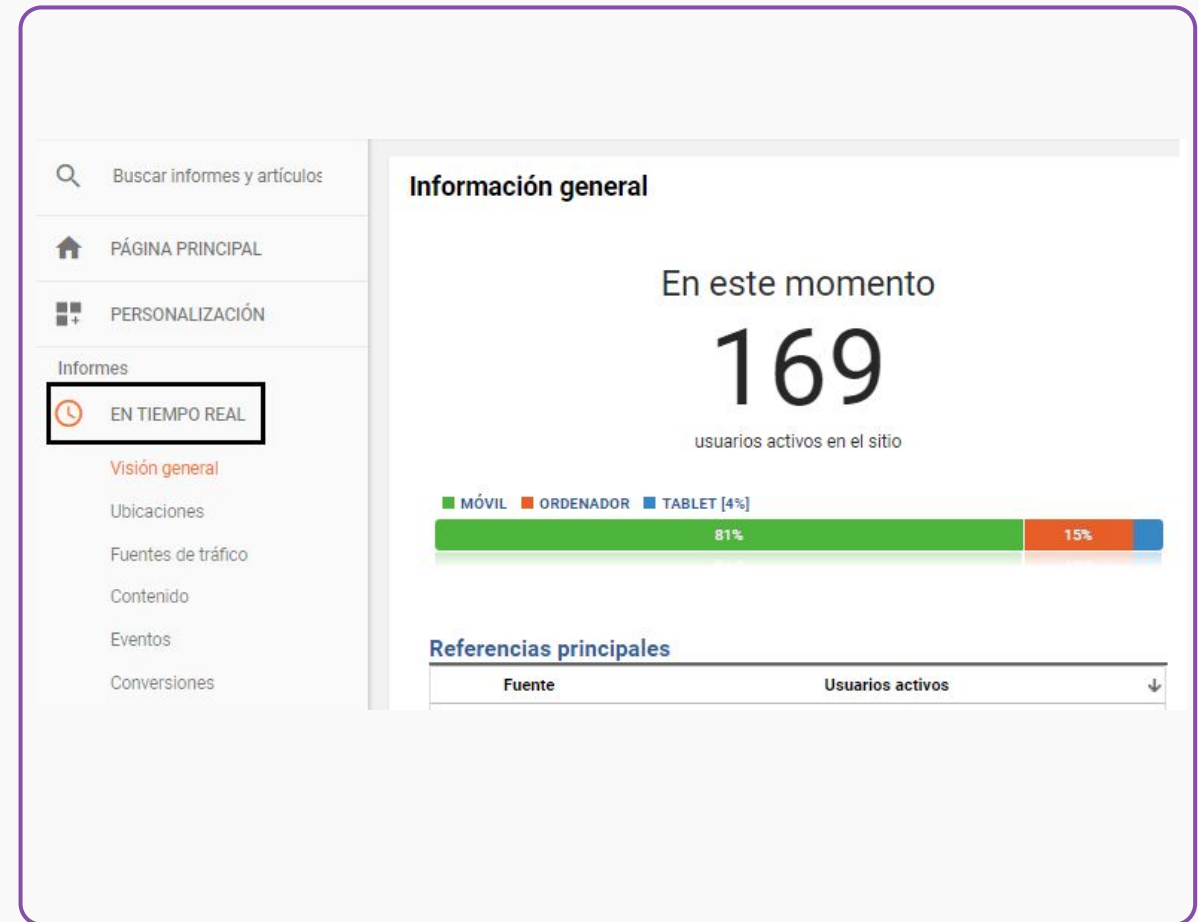 Buscar informes y artículos
PÁGINA PRINCIPAL
PERSONALIZACIÓN
Informes
EN TIEMPO REAL
Visión general
Ubicaciones
Fuentes de tráfico
Contenido
Eventos
Conversiones
Información general
En este momento
169
usuarios activos en el sitio
MÓVIL ORDENADOR TABLET [4%]
81% 15%
Referencias principales
Fuente Usuarios activos